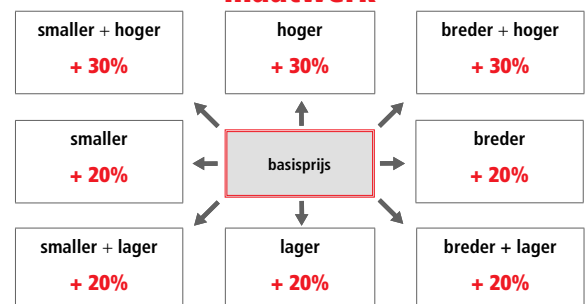 maatwerk
smaller + hoger
+ 30%
hoger
+ 30%
breder + hoger
+ 30%
smaller
+ 20%
basisprijs
breder
+ 20%
smaller + lager
+ 20%
lager
+ 20%
breder + lager
+ 20%